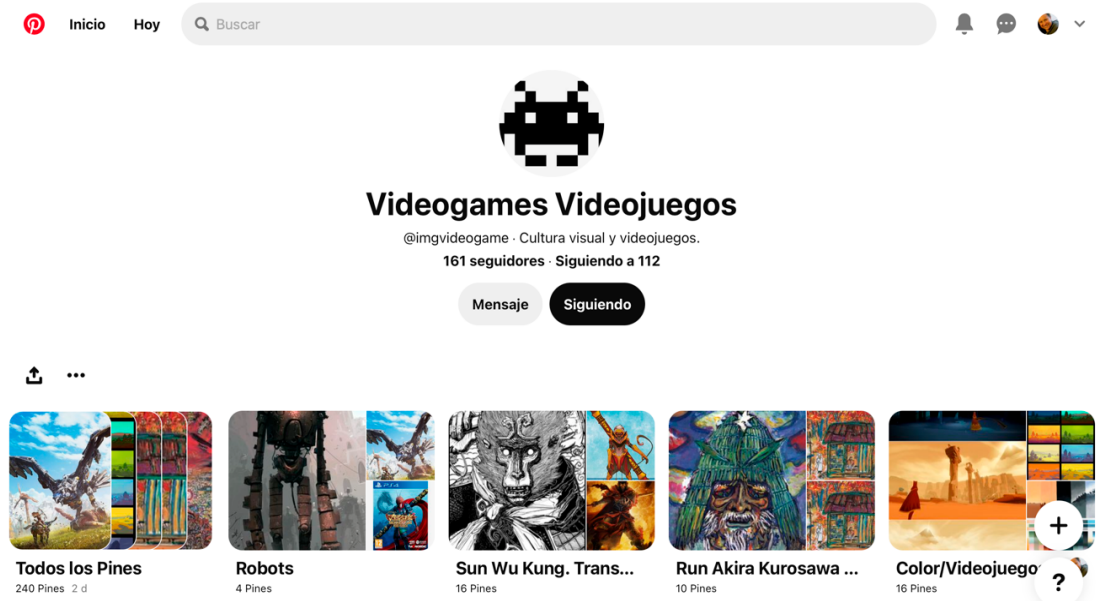 Inicio
Hoy
Buscar
Videogames Videojuegos
@imgvideogame · Cultura visual y videojuegos.
161 seguidores · Siguiendo a 112
Mensaje
Siguiendo
Todos los Pines
240 Pines 2 d
Robots
4 Pines
Sun Wu Kung. Trans...
16 Pines
Run Akira Kurosawa ...
10 Pines
Color/Videojuego
16 Pines
?